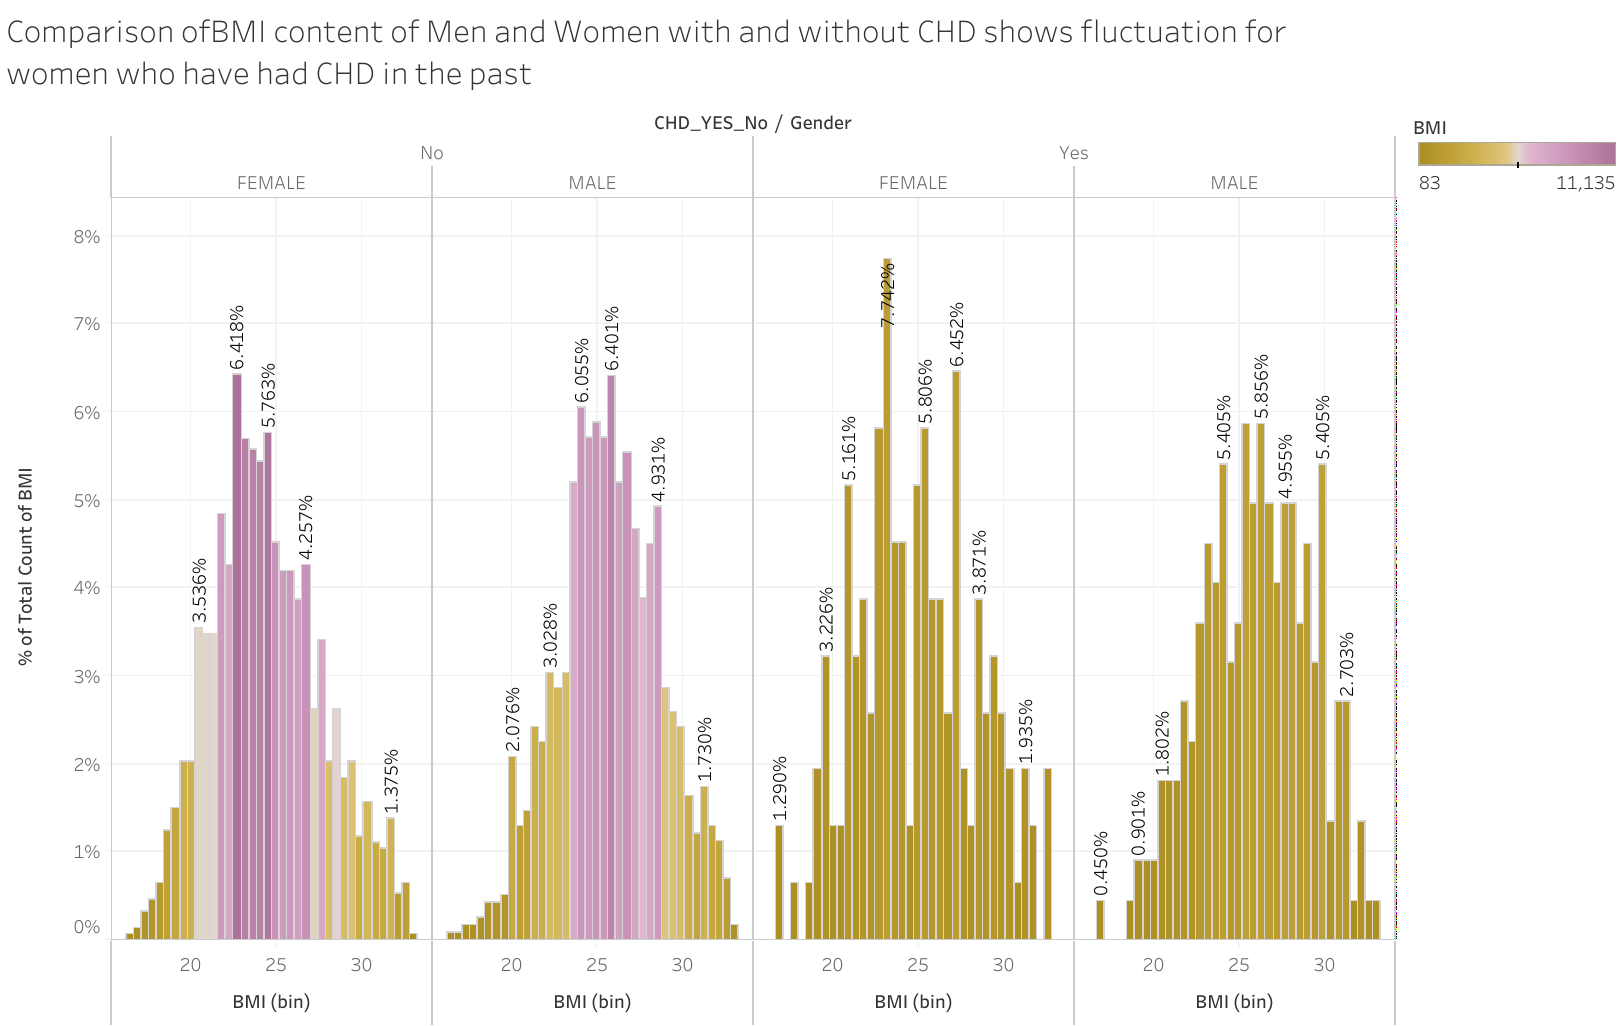 Comparison ofBMI content of Men and Women with and without CHD shows fluctuation for
women who have had CHD in the past
CHD_YES_No / Gender
No
Yes
FEMALE
MALE
FEMALE
MALE
BMI
83
11,135
% of Total Count of BMI
8%
7%
6%
5%
4%
3%
2%
1%
0%
3.536%
6.418%
5.763%
4.257%
1.375%
2.076%
3.028%
6.055%
6.401%
4.931%
1.730%
1.290%
3.226%
5.161%
7.742%
5.806%
6.452%
3.871%
1.935%
0.450%
0.901%
1.802%
5.405%
5.856%
4.955%
5.405%
2.703%
20 25 30
20 25 30
20 25 30
20 25 30
BMI (bin)
BMI (bin)
BMI (bin)
BMI (bin)